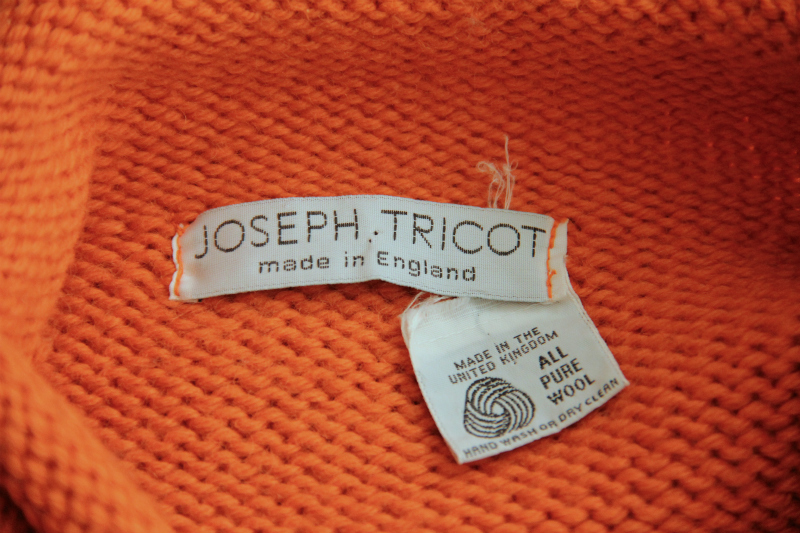 JOSEPH.TRICOT
made in England
MADE IN THE
UNITED KINGDOM
ALL
PURE
WOOL
HAND WASH OR DRY CLEAN